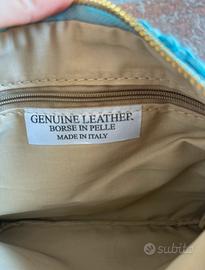 GENUINE LEATHER
BORSE IN PELLE
MADE IN ITALY
subito